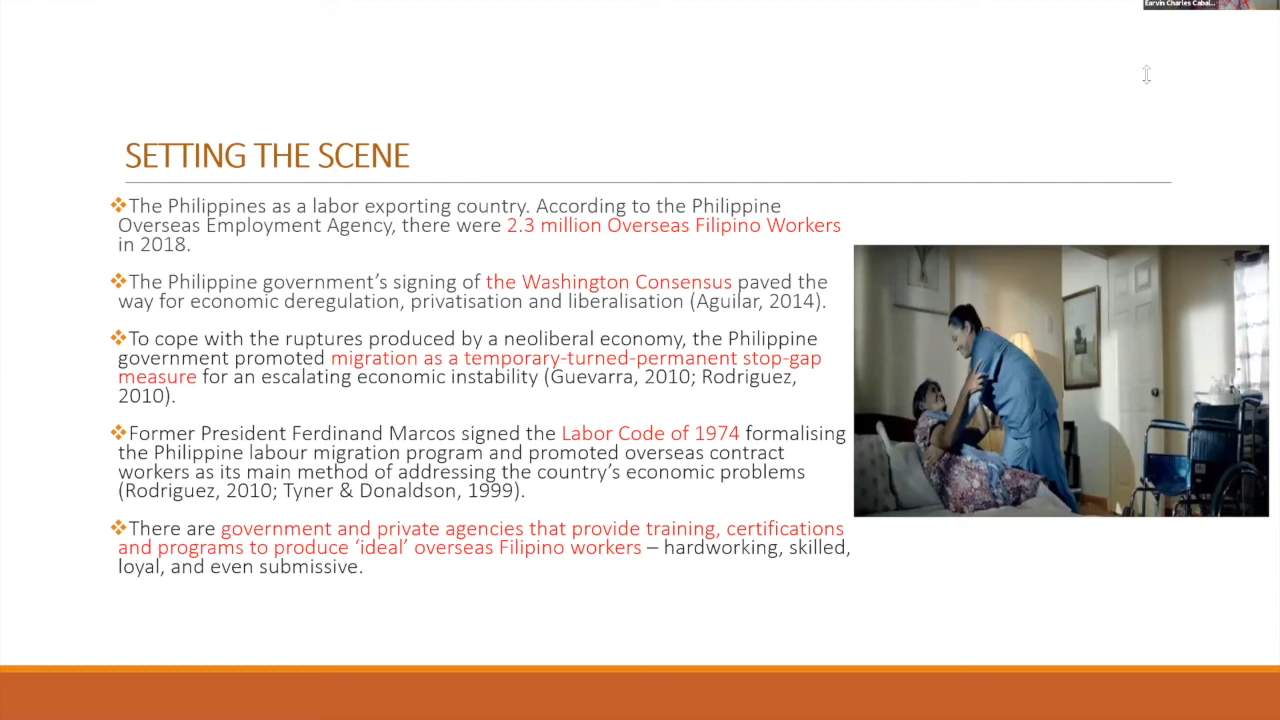 Earvin Charles Cabal...
SETTING THE SCENE
❖The Philippines as a labor exporting country. According to the Philippine
Overseas Employment Agency, there were 2.3 million Overseas Filipino Workers
in 2018.
❖The Philippine government’s signing of the Washington Consensus paved the
way for economic deregulation, privatisation and liberalisation (Aguilar, 2014).
❖To cope with the ruptures produced by a neoliberal economy, the Philippine
government promoted migration as a temporary-turned-permanent stop-gap
measure for an escalating economic instability (Guevarra, 2010; Rodriguez,
2010).
❖Former President Ferdinand Marcos signed the Labor Code of 1974 formalising
the Philippine labour migration program and promoted overseas contract
workers as its main method of addressing the country’s economic problems
(Rodriguez, 2010; Tyner & Donaldson, 1999).
❖There are government and private agencies that provide training, certifications
and programs to produce ‘ideal’ overseas Filipino workers – hardworking, skilled,
loyal, and even submissive.